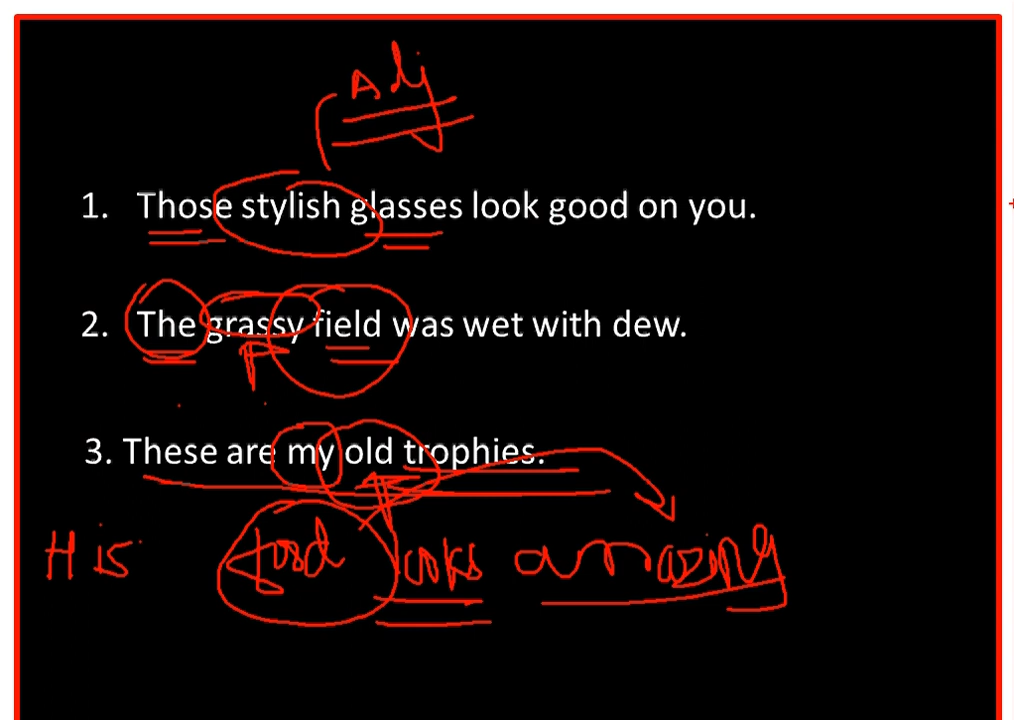 Adj
1. Those stylish glasses look good on you.
2. The grassy field was wet with dew.
3. These are my old trophies.
His food looks amazing